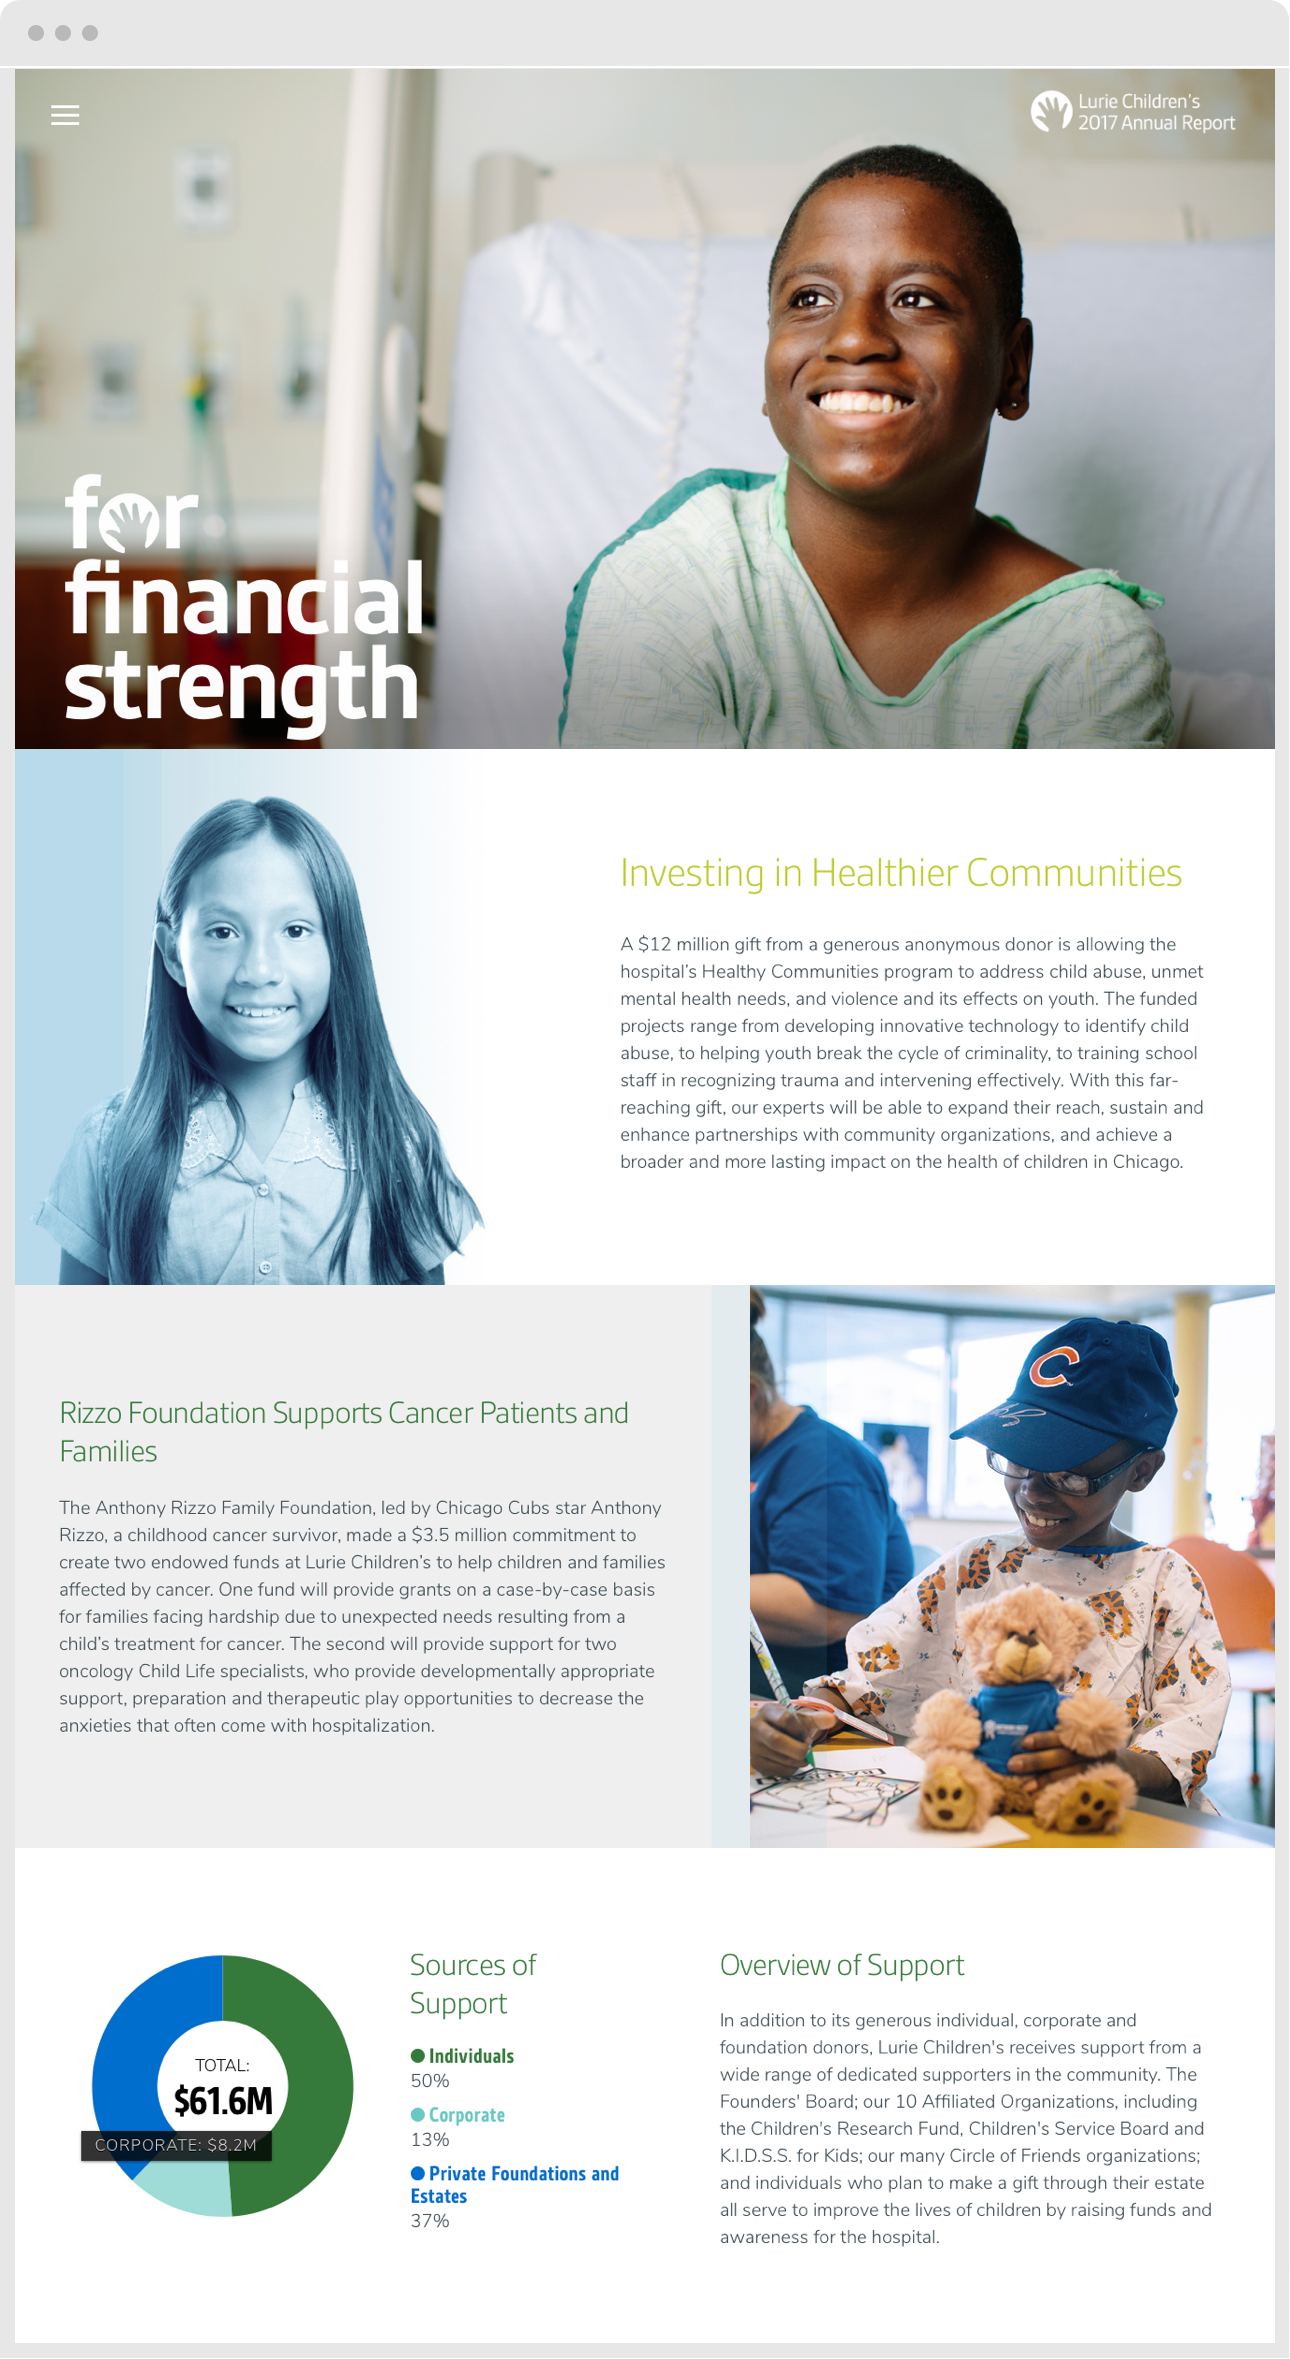 Lurie Children's
2017 Annual Report
for
financial
strength
Investing in Healthier Communities
A $12 million gift from a generous anonymous donor is allowing the
hospital's Healthy Communities program to address child abuse, unmet
mental health needs, and violence and its effects on youth. The funded
projects range from developing innovative technology to identify child
abuse, to helping youth break the cycle of criminality, to training school
staff in recognizing trauma and intervening effectively. With this far-
reaching gift, our experts will be able to expand their reach, sustain and
enhance partnerships with community organizations, and achieve a
broader and more lasting impact on the health of children in Chicago.
C
Rizzo Foundation Supports Cancer Patients and
Families
The Anthony Rizzo Family Foundation, led by Chicago Cubs star Anthony
Rizzo, a childhood cancer survivor, made a $3.5 million commitment to
create two endowed funds at Lurie Children's to help children and families
affected by cancer. One fund will provide grants on a case-by-case basis
for families facing hardship due to unexpected needs resulting from a
child's treatment for cancer. The second will provide support for two
oncology Child Life specialists, who provide developmentally appropriate
support, preparation and therapeutic play opportunities to decrease the
anxieties that often come with hospitalization.
TOTAL:
$61.6M
CORPORATE: $8.2M
Sources of
Support
Individuals
50%
Corporate
13%
Private Foundations and
Estates
37%
Overview of Support
In addition to its generous individual, corporate and
foundation donors, Lurie Children's receives support from a
wide range of dedicated supporters in the community. The
Founders' Board; our 10 Affiliated Organizations, including
the Children's Research Fund, Children's Service Board and
K.I.D.S.S. for Kids; our many Circle of Friends organizations;
and individuals who plan to make a gift through their estate
all serve to improve the lives of children by raising funds and
awareness for the hospital.